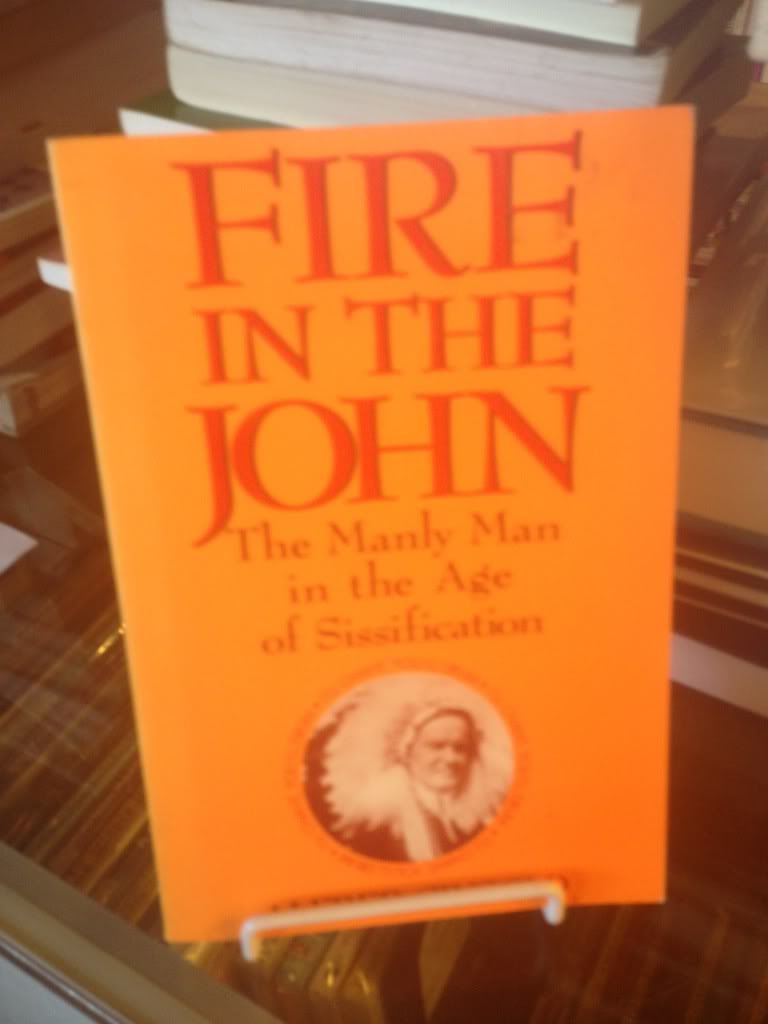 FIRE
IN THE
JOHN
The Manly Man
in the Age
of Sissification